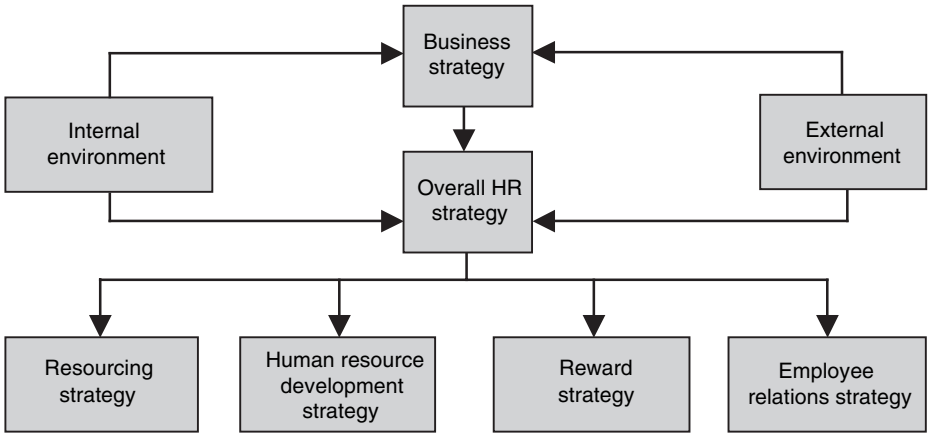 Business
strategy
Internal
environment
External
environment
Overall HR
strategy
Resourcing
strategy
Human resource
development
strategy
Reward
strategy
Employee
relations strategy